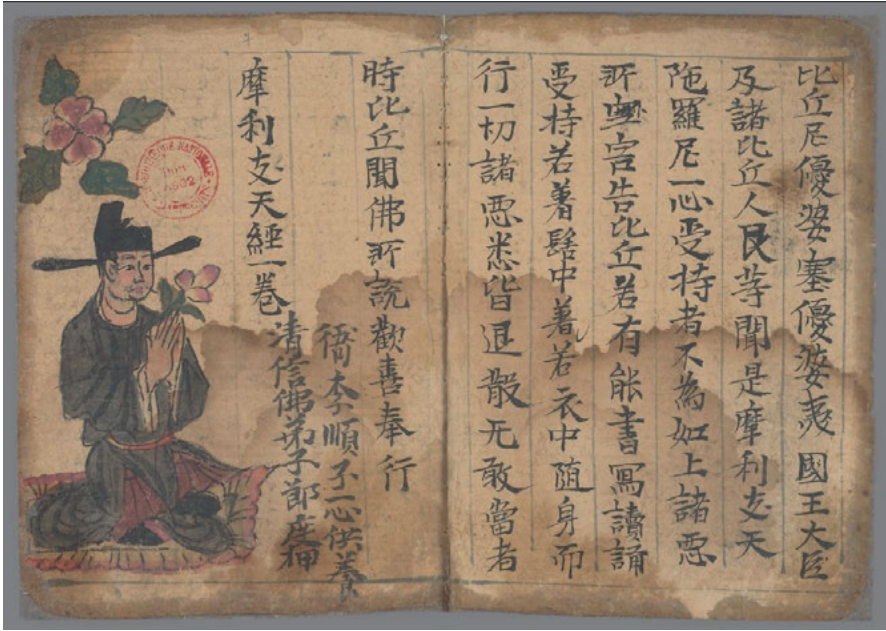 比丘尼優婆塞優婆夷國王大臣
及諸比丘人民等聞是摩利支天
陁羅尼一心受持者不為如上諸惡
所害告比丘若有能書寫讀誦
受持若著髻中著若衣中隨身而
行一切諸惡悉皆退散无敢當者
時比丘聞佛所説歡喜奉行
摩利支天經一卷
清信佛弟子節度押
衙李順子一心供養